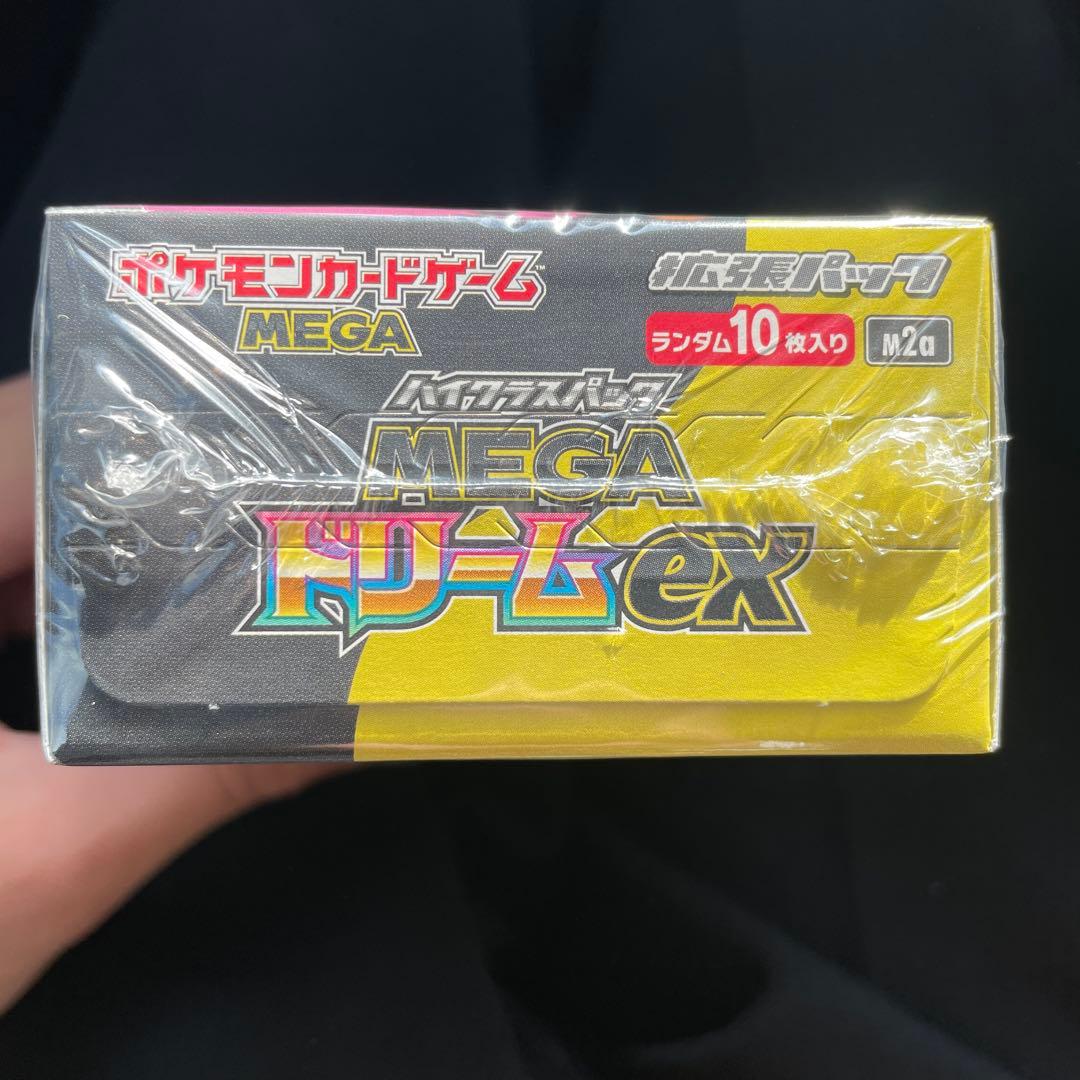 ポケモンカードゲーム™
MEGA
拡張パック
ランダム10枚入り
M2a
ハイクラスパック
MEGA
ドリームex